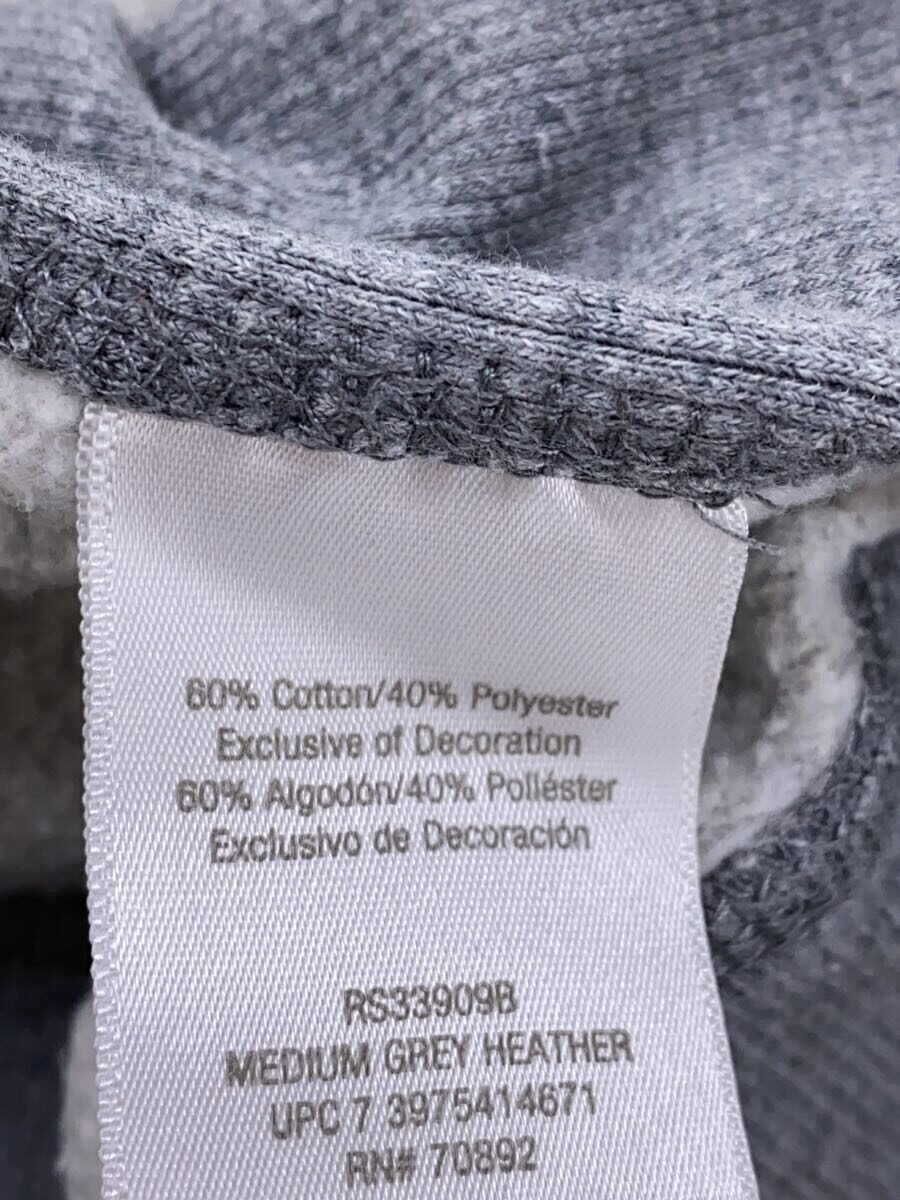 60% Cotton/40% Polyester
Exclusive of Decoration
60% Algodón/40% Poliéster
Exclusivo de Decoración
RS33909B
MEDIUM GREY HEATHER
UPC 7 3975414671
RN# 70892